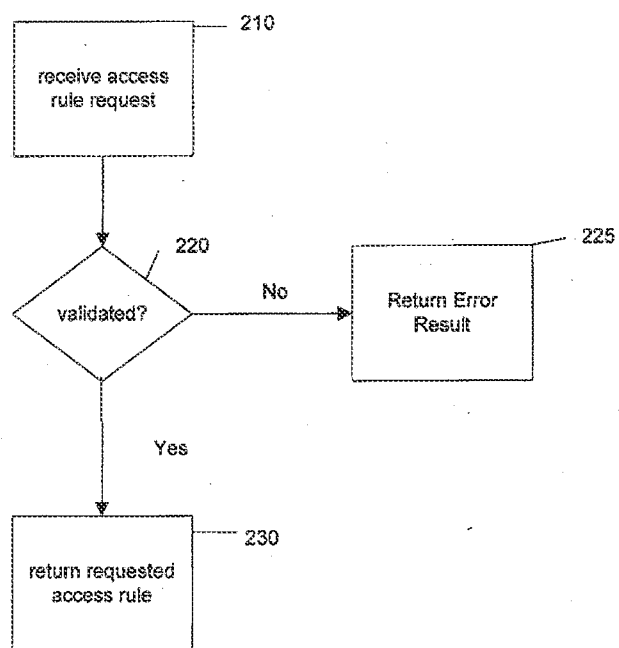 210
receive access
rule request
220
validated?
No
225
Return Error
Result
Yes
230
return requested
access rule